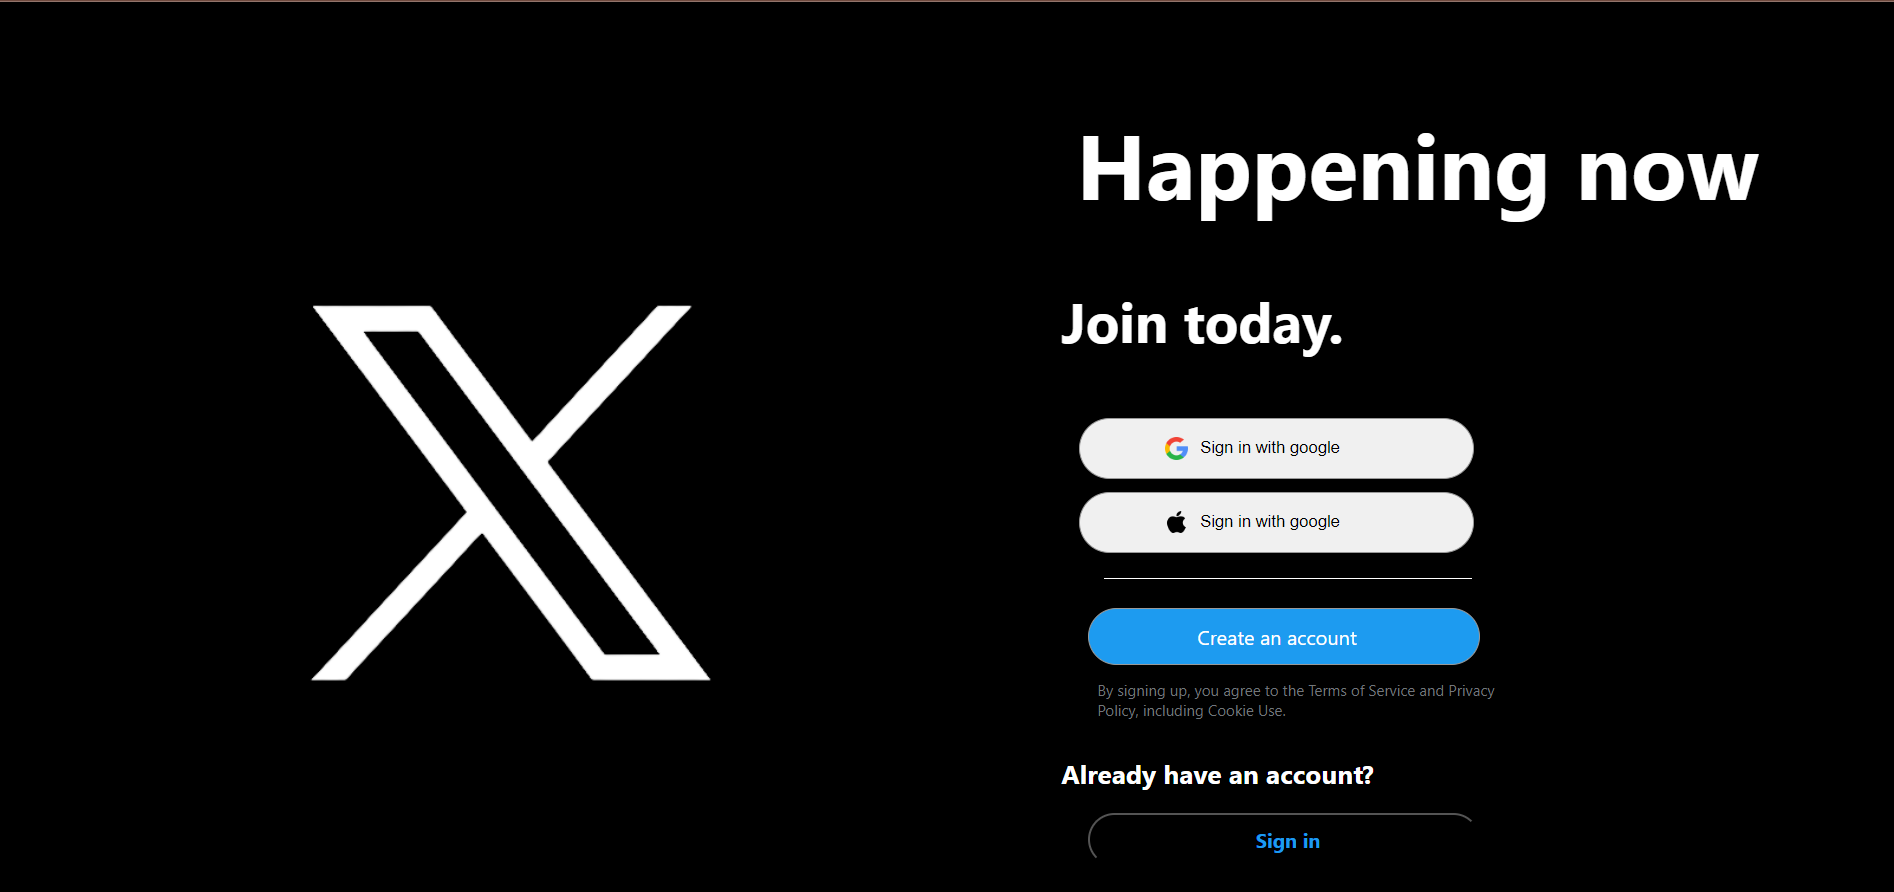 Happening now
Join today.
Sign in with google
Sign in with google
Create an account
By signing up, you agree to the Terms of Service and Privacy
Policy, including Cookie Use.
Already have an account?
Sign in